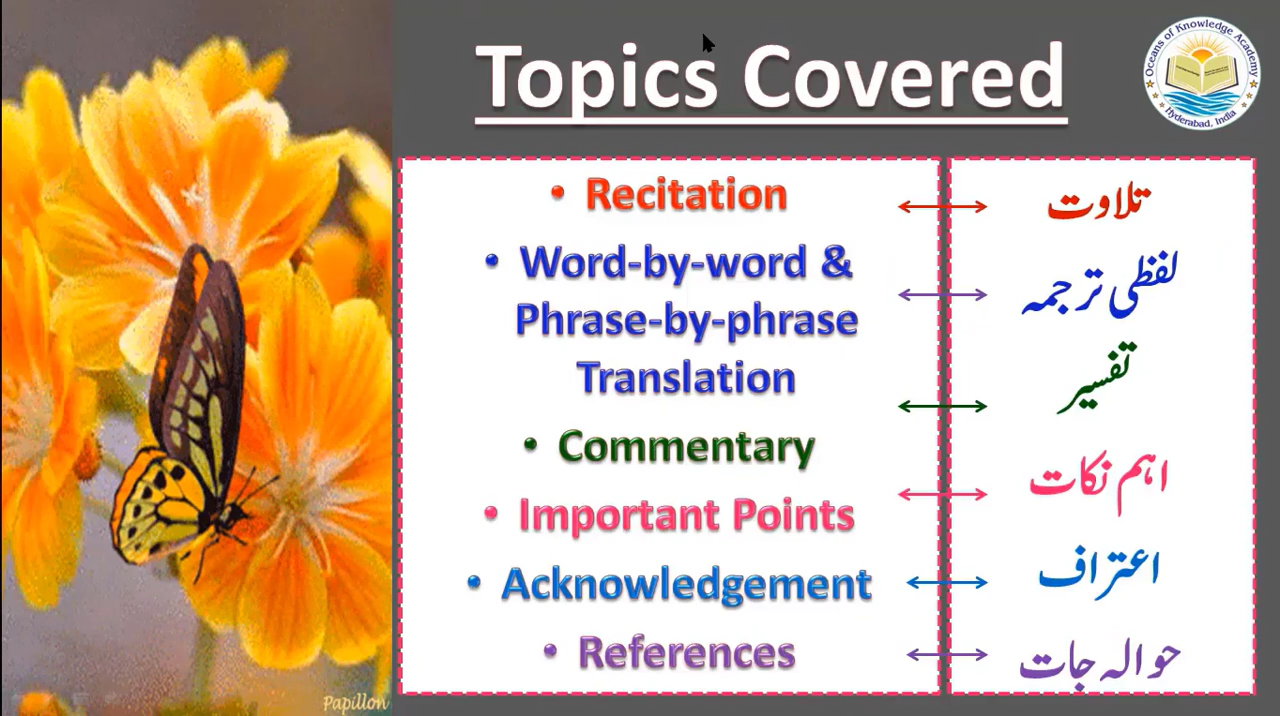 Topics Covered
Oceans of Knowledge Academy
Hyderabad, India
• Recitation
تلاوت
• Word-by-word &
Phrase-by-phrase
Translation
لفظی ترجمہ
• Commentary
تفسیر
• Important Points
اہم نکات
• Acknowledgement
اعتراف
• References
حوالہ جات
Papillon